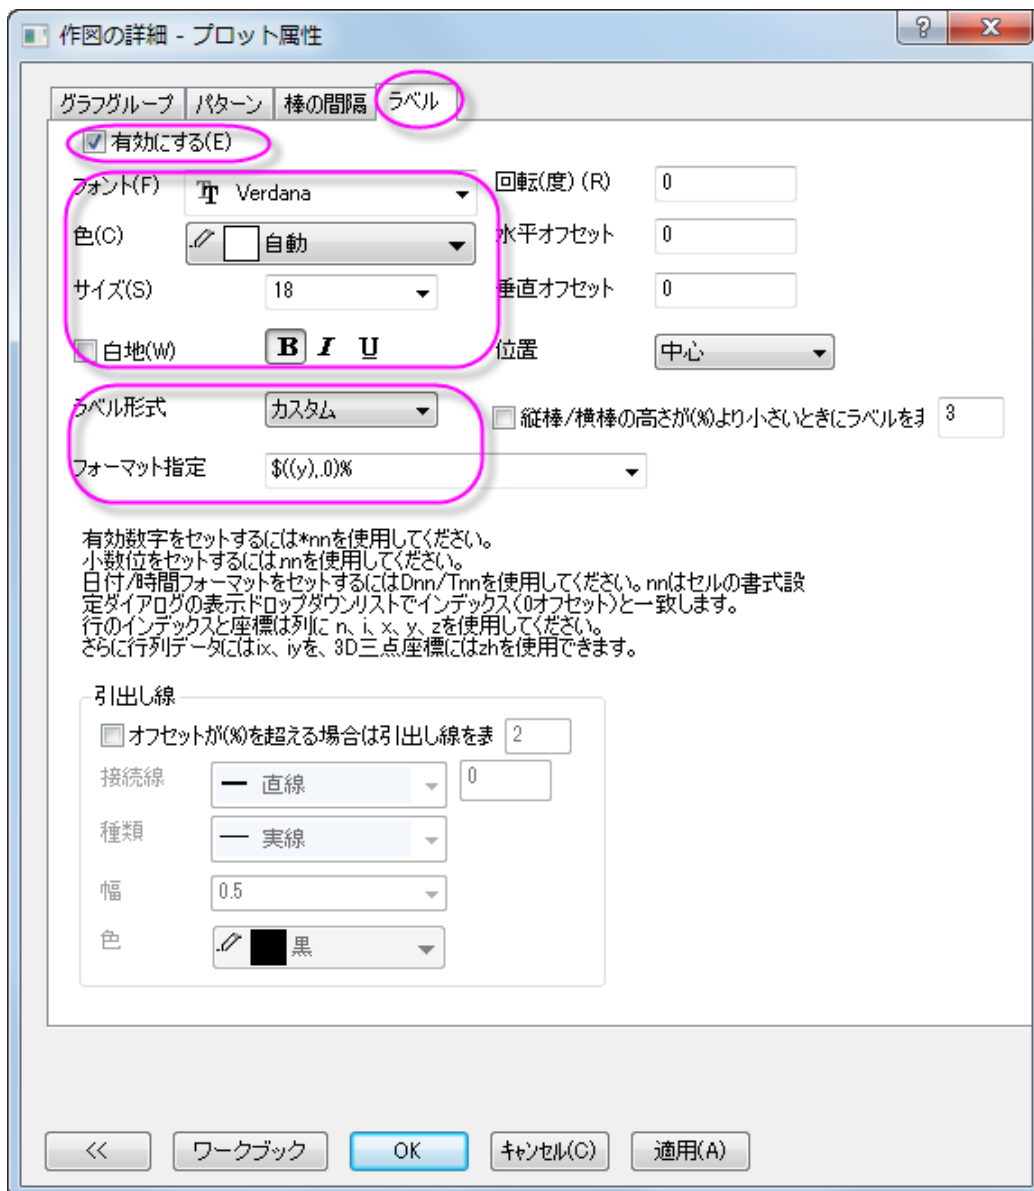 作図の詳細 - プロット属性
グラフグループ パターン 棒の間隔 ラベル
有効にする(E)
フォント(F) Verdana 回転(度) (R) 0
色(C) 自動 水平オフセット 0
サイズ(S) 18 垂直オフセット 0
白地(W) B I U 位置 中心
ラベル形式 カスタム 縦棒/横棒の高さが(%)より小さいときにラベルを 3
フォーマット指定 $((y),.0)%
有効数字をセットするには*nnを使用してください。
小数位をセットするには.nnを使用してください。
日付/時間フォーマットをセットするにはDnn/Tnnを使用してください。nnはセルの書式設
定ダイアログの表示ドロップダウンリストでインデックス(0オフセット)と一致します。
行のインデックスと座標は列に n、i、x、y、zを使用してください。
さらに行列データにはix、iyを、3D三点座標にはzhを使用できます。
引出し線
オフセットが(%)を超える場合は引出し線を 2
接続線 直線 0
種類 実線
幅 0.5
色 黒
<< ワークブック OK キャンセル(C) 適用(A)